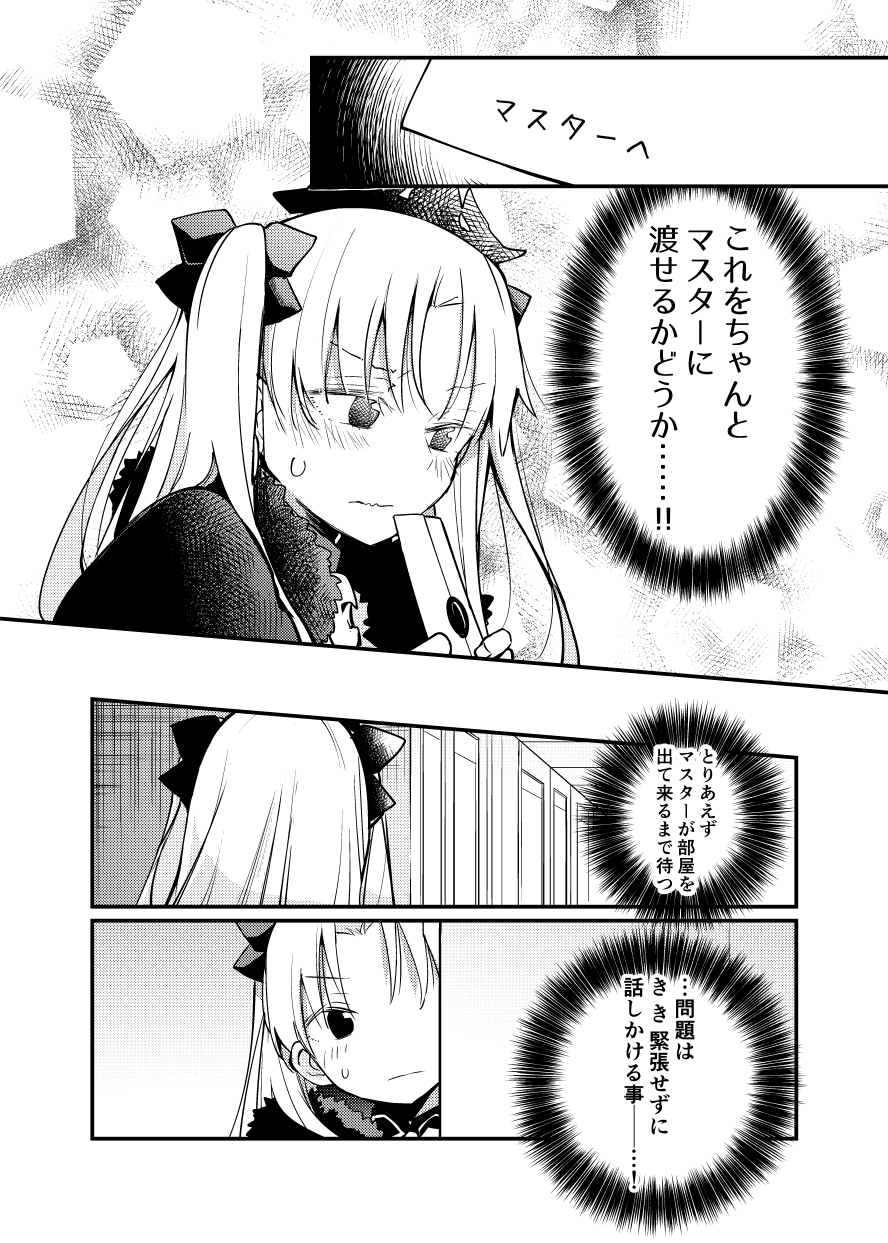 マスターへ
これをちゃんと
マスターに
渡せるかどうか……!!
とりあえず
マスターが部屋を
出て来るまで待つ
…問題は
きき緊張せずに
話しかける事――…!